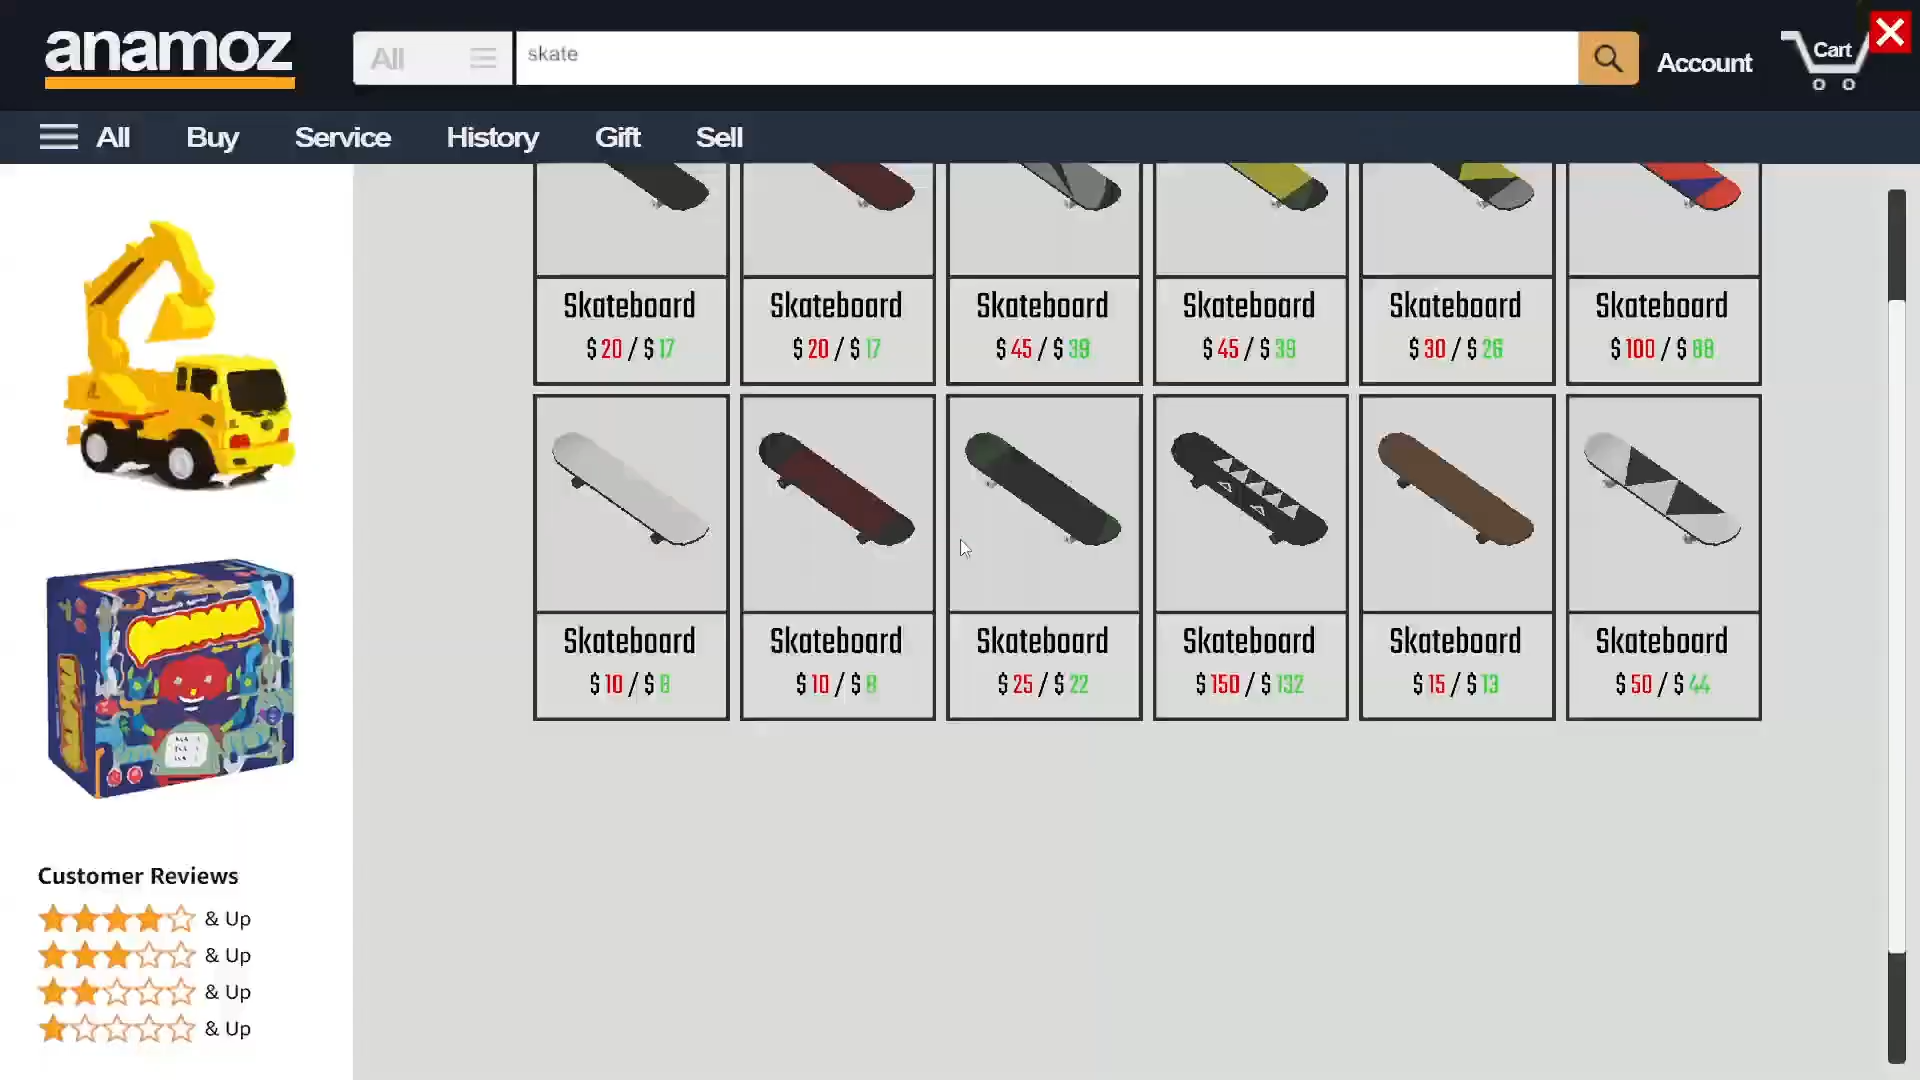 anamoz
All
skate
Account
Cart
All
Buy
Service
History
Gift
Sell
Skateboard
$ 20 / $ 17
Skateboard
$ 20 / $ 17
Skateboard
$ 45 / $ 39
Skateboard
$ 45 / $ 39
Skateboard
$ 30 / $ 26
Skateboard
$ 100 / $ 88
Skateboard
$ 10 / $ 8
Skateboard
$ 10 / $ 8
Skateboard
$ 25 / $ 22
Skateboard
$ 150 / $ 132
Skateboard
$ 15 / $ 13
Skateboard
$ 50 / $ 44
Customer Reviews
& Up
& Up
& Up
& Up